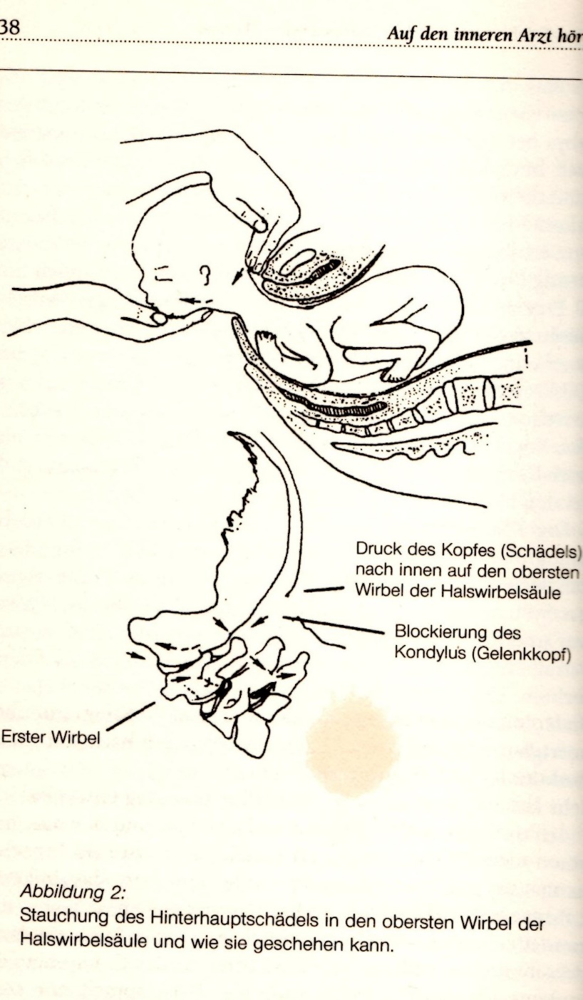 38
Auf den inneren Arzt hör
Druck des Kopfes (Schädels)
nach innen auf den obersten
Wirbel der Halswirbelsäule
Blockierung des
Kondylus (Gelenkkopf)
Erster Wirbel
Abbildung 2:
Stauchung des Hinterhauptschädels in den obersten Wirbel der
Halswirbelsäule und wie sie geschehen kann.